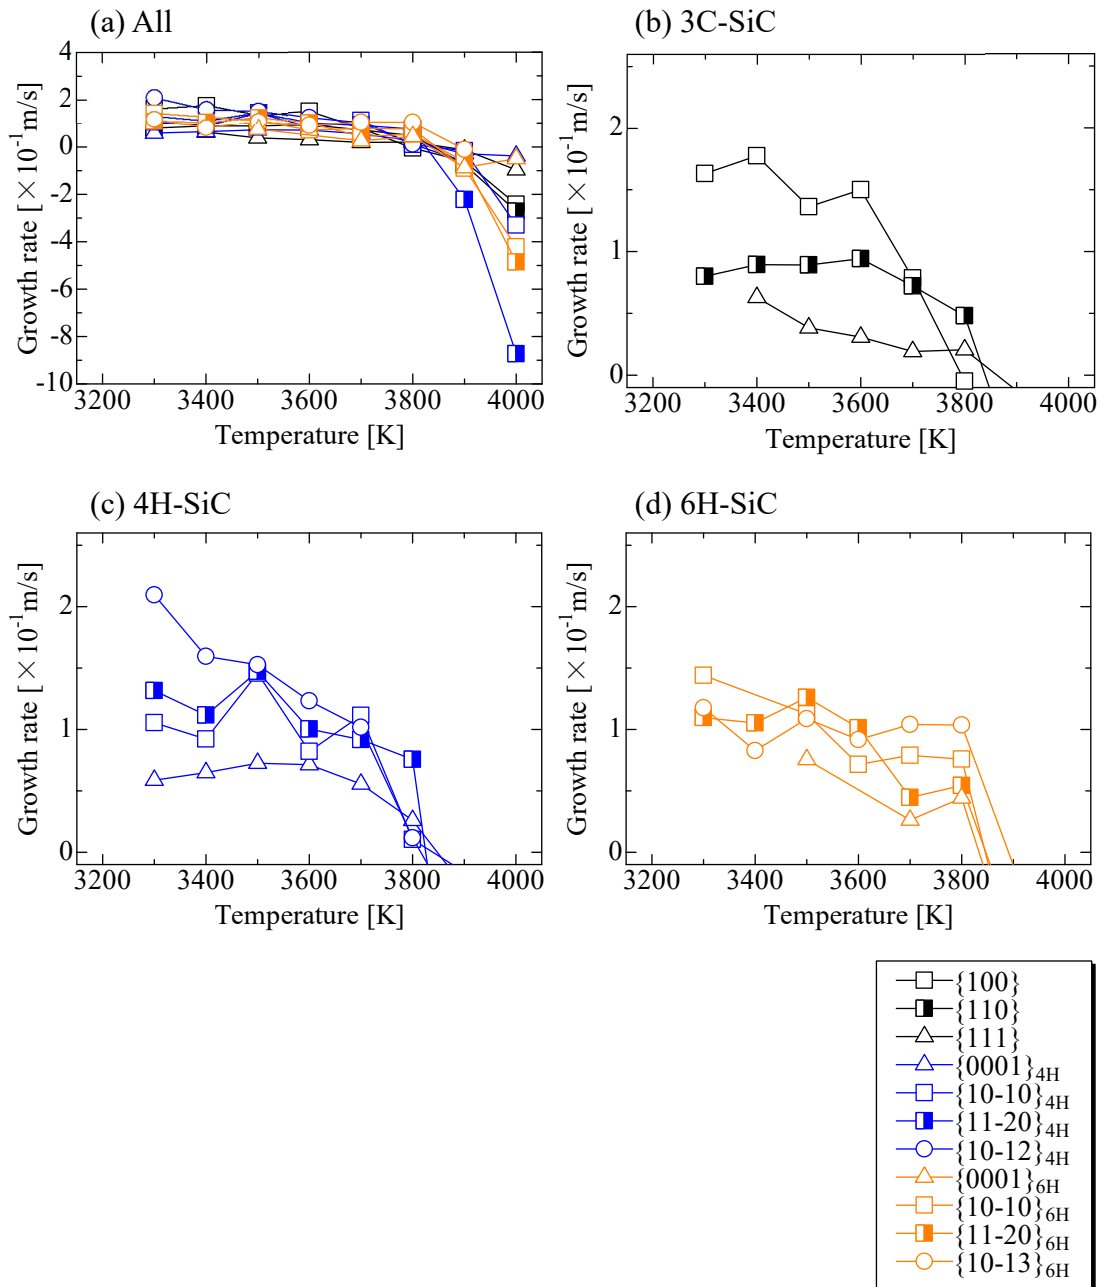 (a) All
Growth rate [×10⁻¹m/s]
4
2
0
-2
-4
-6
-8
-10
3200 3400 3600 3800 4000
Temperature [K]
(b) 3C-SiC
Growth rate [×10⁻¹m/s]
2
1
0
3200 3400 3600 3800 4000
Temperature [K]
(c) 4H-SiC
Growth rate [×10⁻¹m/s]
2
1
0
3200 3400 3600 3800 4000
Temperature [K]
(d) 6H-SiC
Growth rate [×10⁻¹m/s]
2
1
0
3200 3400 3600 3800 4000
Temperature [K]
{100}
{110}
{111}
{0001}4H
{10-10}4H
{11-20}4H
{10-12}4H
{0001}6H
{10-10}6H
{11-20}6H
{10-13}6H